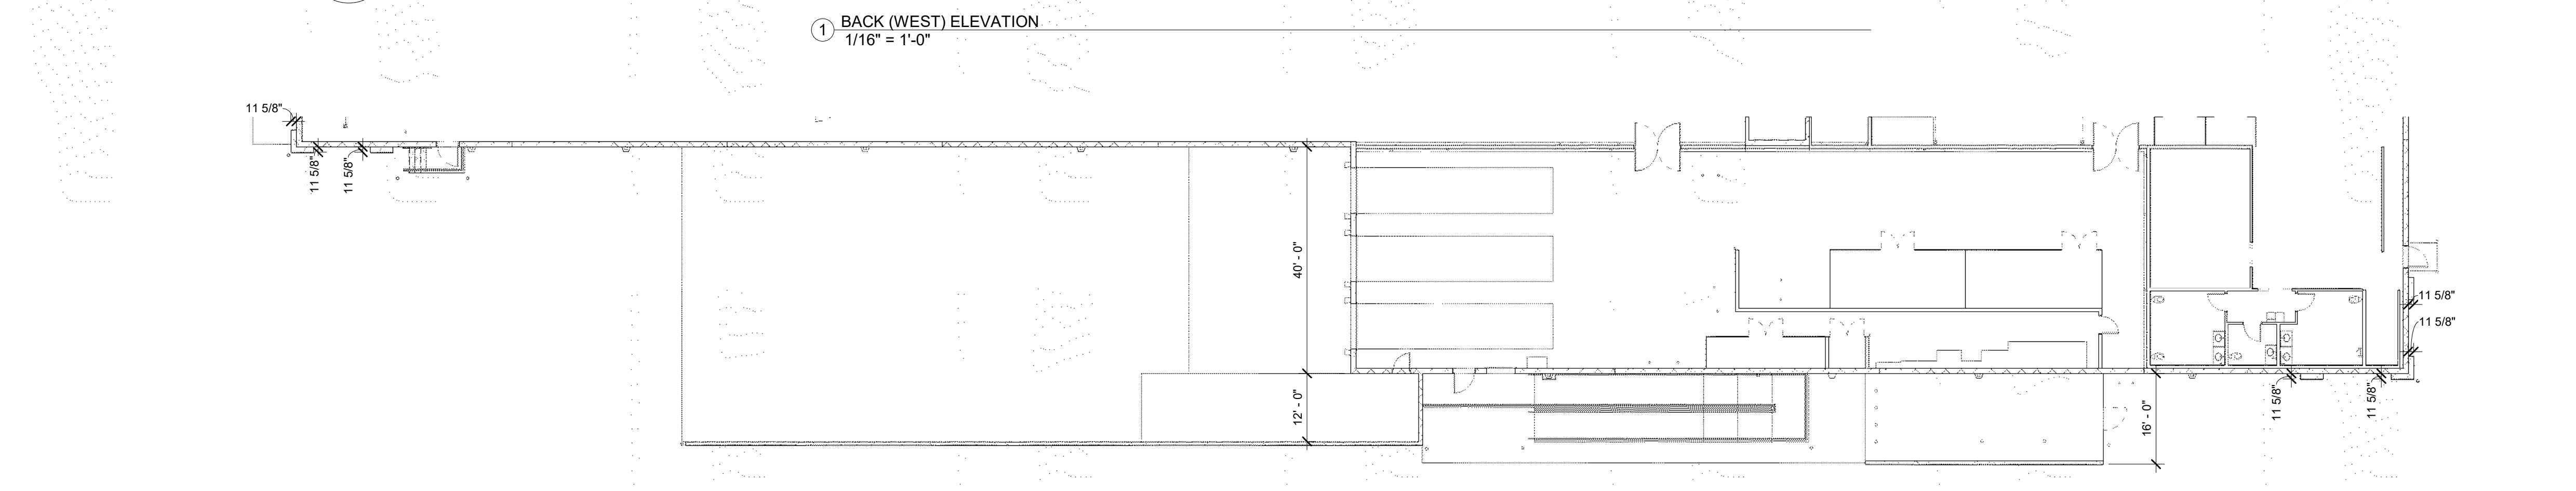 1
BACK (WEST) ELEVATION
1/16" = 1'-0"
11 5/8"
11 5/8"
11 5/8"
40' - 0"
12' - 0"
16' - 0"
11 5/8"
11 5/8"
11 5/8"
11 5/8"